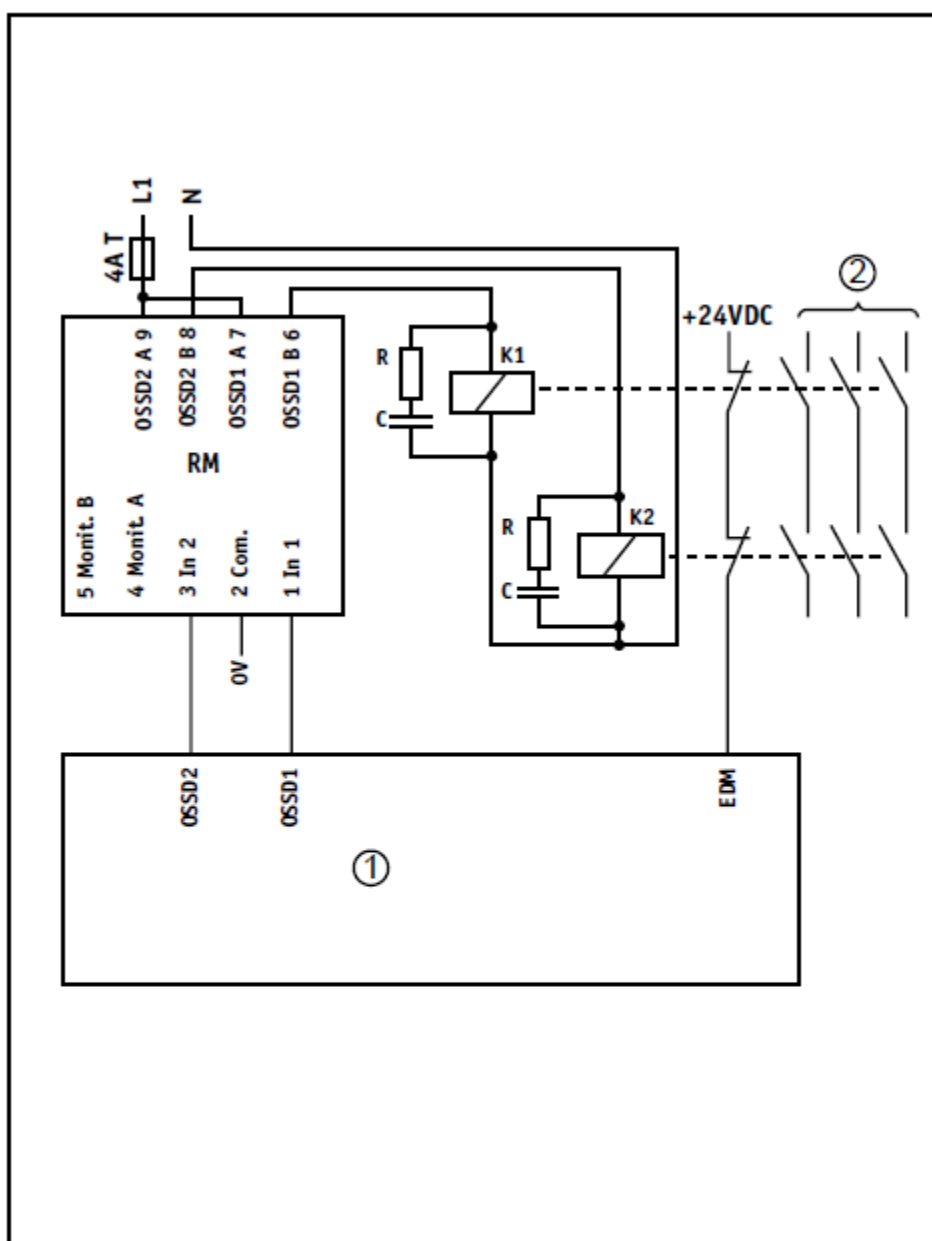 L1
N
4A T
②
+24VDC
OSSD2 A 9
OSSD2 B 8
OSSD1 A 7
OSSD1 B 6
R
C
K1
RM
5 Monit. B
4 Monit. A
3 In 2
2 Com.
1 In 1
R
C
K2
0V
OSSD2
OSSD1
EDM
①